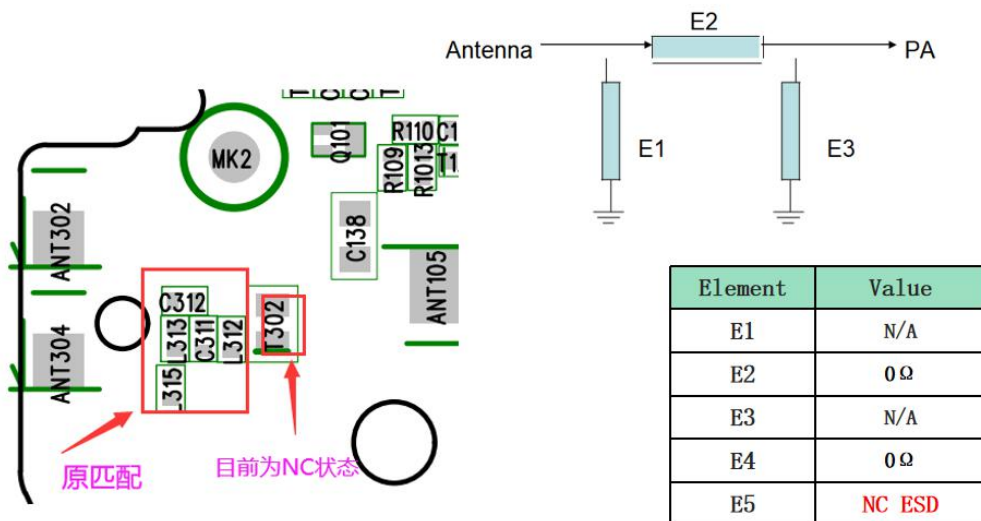 E2
Antenna
PA
E1
E3
MK2
Q101
R110
R109
R1013
C138
ANT302
ANT105
C312
L313
C311
L312
T302
ANT304
L315
原匹配
目前为NC状态
Element Value
E1 N/A
E2 0Ω
E3 N/A
E4 0Ω
E5 NC ESD